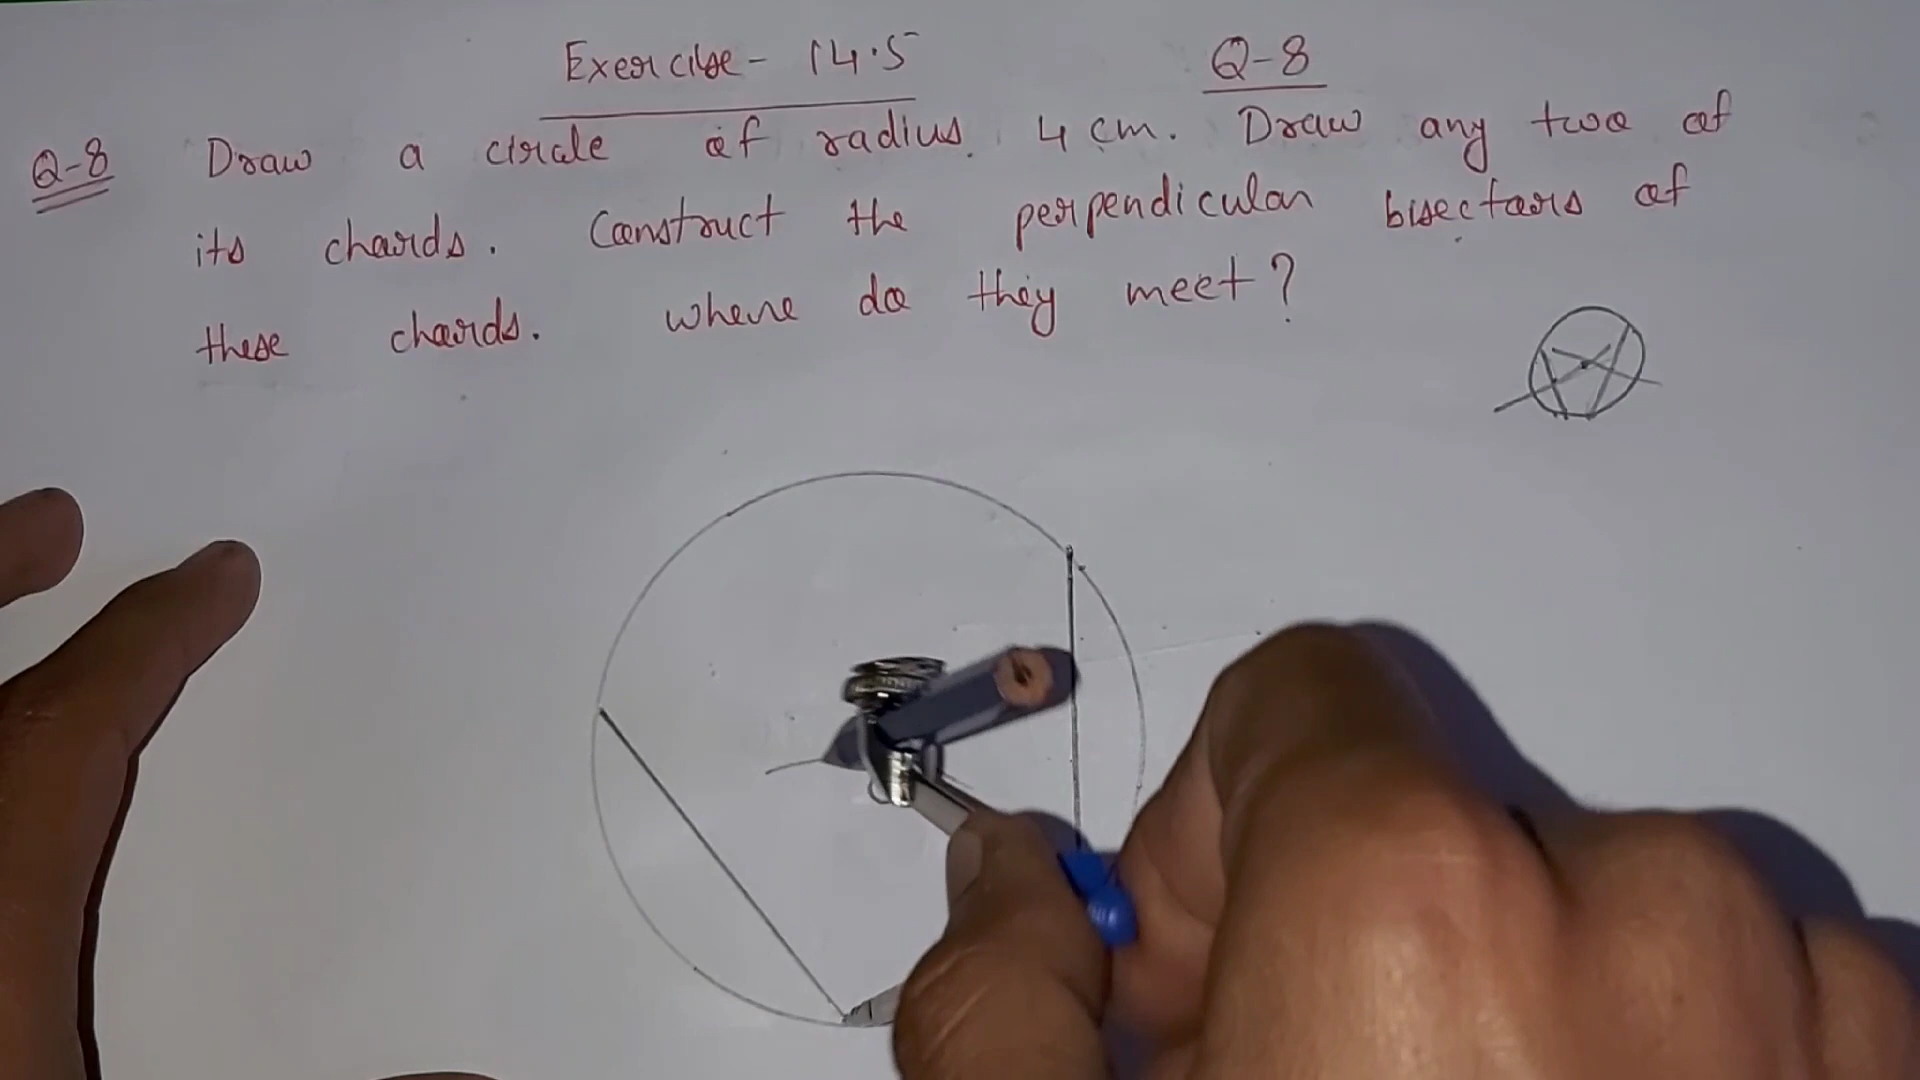 Exercise- 14.5 Q-8
Q-8 Draw a circle of radius 4 cm. Draw any two of
its chords. Construct the perpendicular bisectors of
these chords. where do they meet?